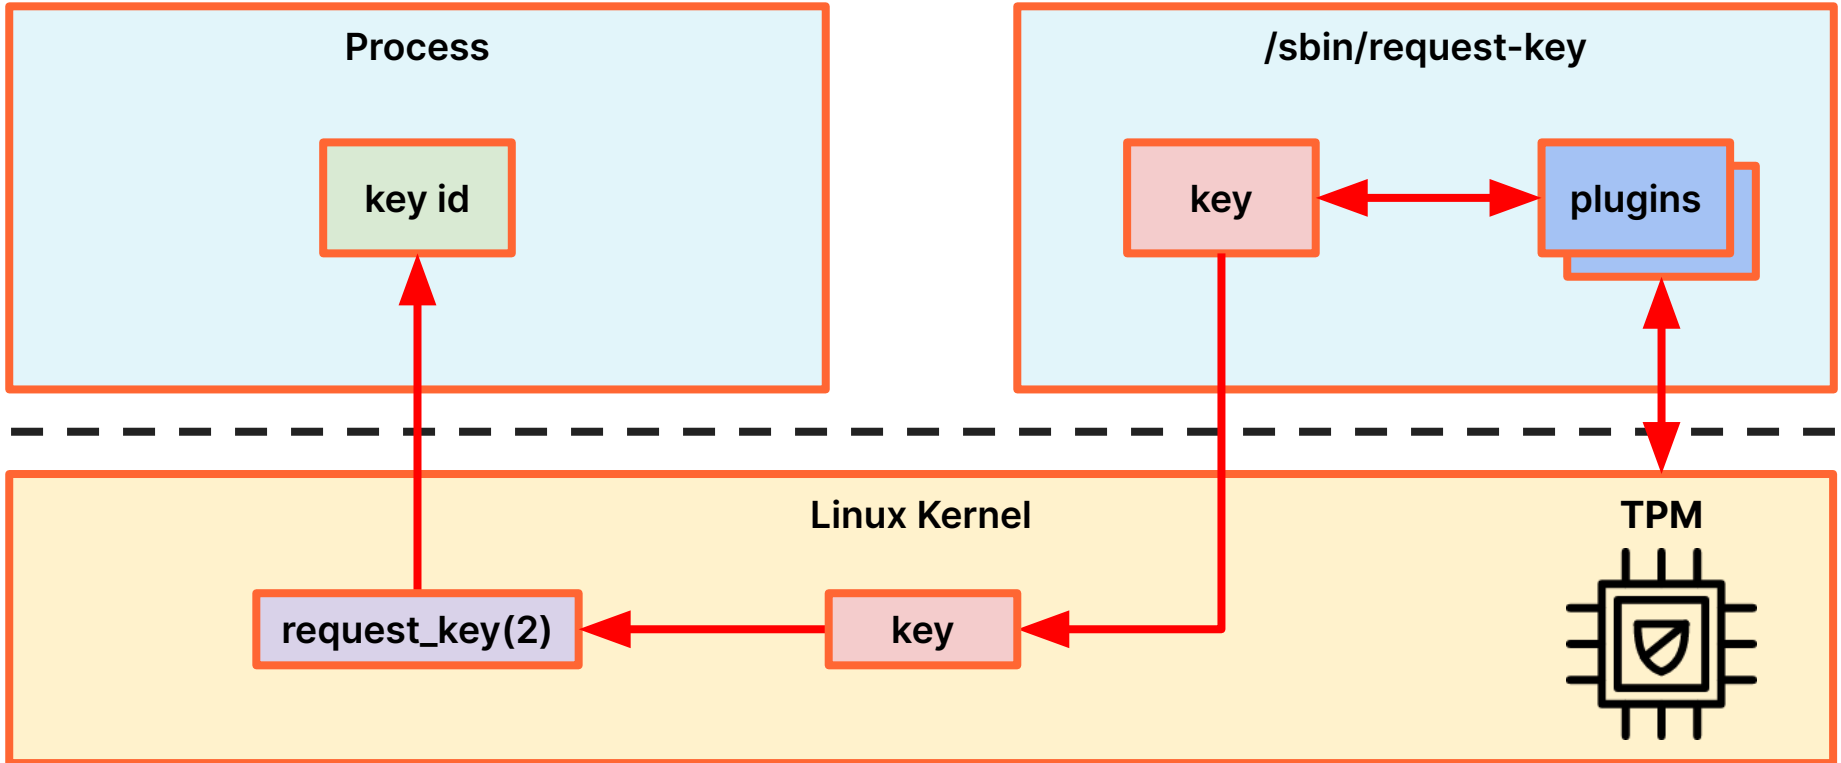 Process
/sbin/request-key
key id
key
plugins
Linux Kernel
TPM
request_key(2)
key